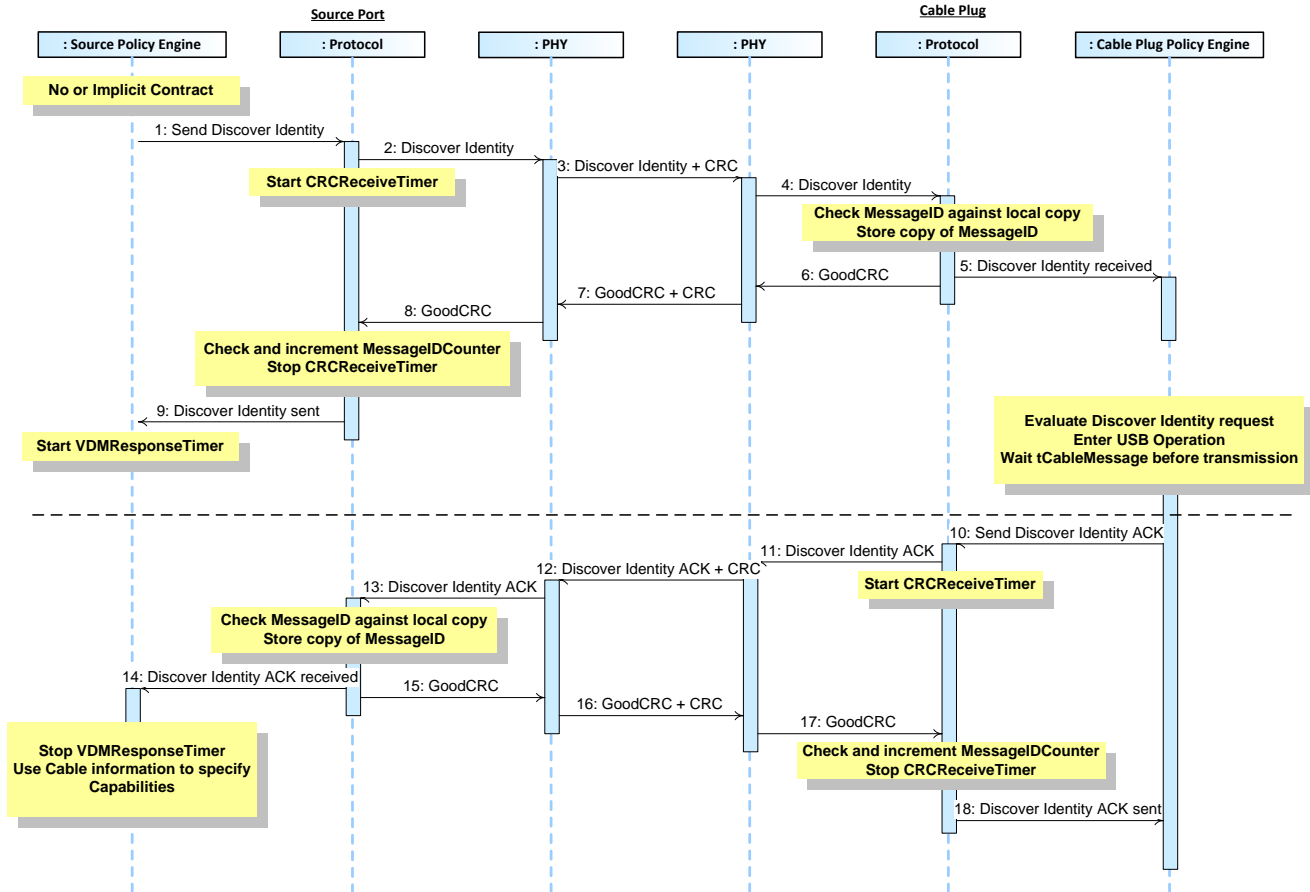 Source Port
Cable Plug
: Source Policy Engine
: Protocol
: PHY
: PHY
: Protocol
: Cable Plug Policy Engine
No or Implicit Contract
1: Send Discover Identity
2: Discover Identity
3: Discover Identity + CRC
Start CRCReceiveTimer
4: Discover Identity
Check MessageID against local copy
Store copy of MessageID
5: Discover Identity received
6: GoodCRC
7: GoodCRC + CRC
8: GoodCRC
Check and increment MessageIDCounter
Stop CRCReceiveTimer
9: Discover Identity sent
Start VDMResponseTimer
Evaluate Discover Identity request
Enter USB Operation
Wait tCableMessage before transmission
10: Send Discover Identity ACK
11: Discover Identity ACK
12: Discover Identity ACK + CRC
Start CRCReceiveTimer
13: Discover Identity ACK
Check MessageID against local copy
Store copy of MessageID
14: Discover Identity ACK received
15: GoodCRC
16: GoodCRC + CRC
17: GoodCRC
Stop VDMResponseTimer
Use Cable information to specify
Capabilities
Check and increment MessageIDCounter
Stop CRCReceiveTimer
18: Discover Identity ACK sent